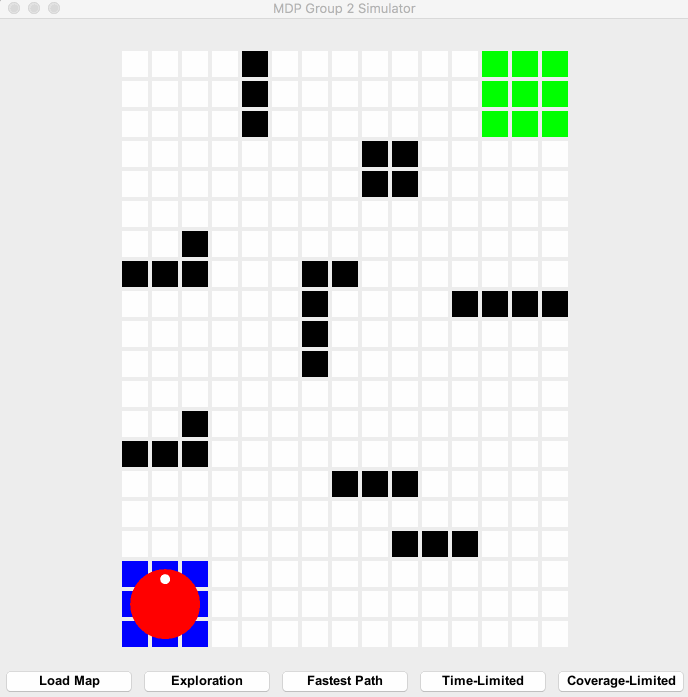 MDP Group 2 Simulator
Load Map
Exploration
Fastest Path
Time-Limited
Coverage-Limited